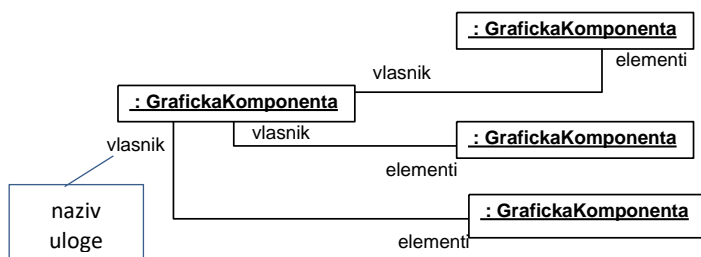 : GrafickaKomponenta
elementi
vlasnik
: GrafickaKomponenta
vlasnik
vlasnik
: GrafickaKomponenta
elementi
: GrafickaKomponenta
elementi
naziv
uloge